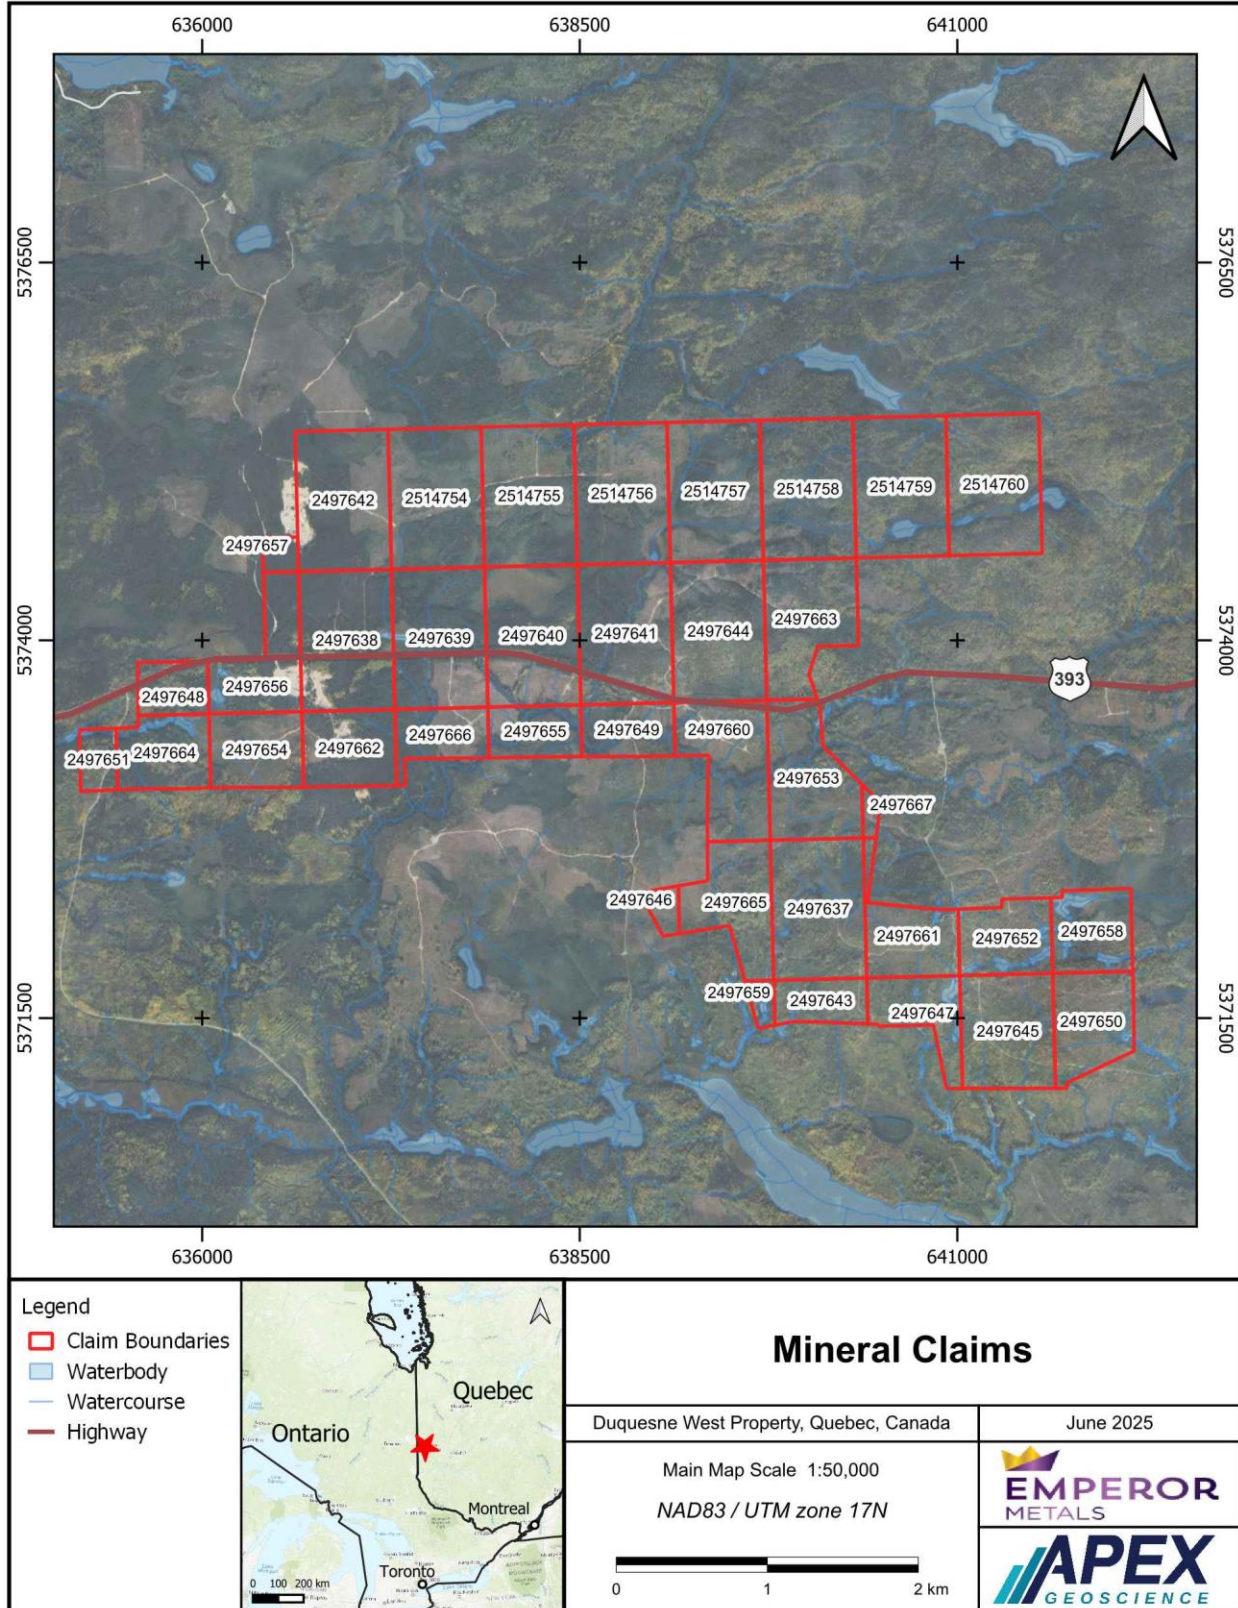 636000 638500 641000
5376500 5376500
2497642 2514754 2514755 2514756 2514757 2514758 2514759 2514760
2497657
5374000 5374000
2497638 2497639 2497640 2497641 2497644 2497663
393
2497648 2497656
2497651 2497664 2497654 2497662 2497666 2497655 2497649 2497660
2497653
2497667
2497646 2497665 2497637 2497661 2497652 2497658
5371500 5371500
2497659 2497643 2497647 2497645 2497650
636000 638500 641000
Legend
Claim Boundaries
Waterbody
Watercourse
Highway
Quebec
Ontario
Montreal
Toronto
0 100 200 km
Mineral Claims
Duquesne West Property, Quebec, Canada
June 2025
Main Map Scale 1:50,000
NAD83 / UTM zone 17N
0 1 2 km
EMPEROR
METALS
APEX
GEOSCIENCE